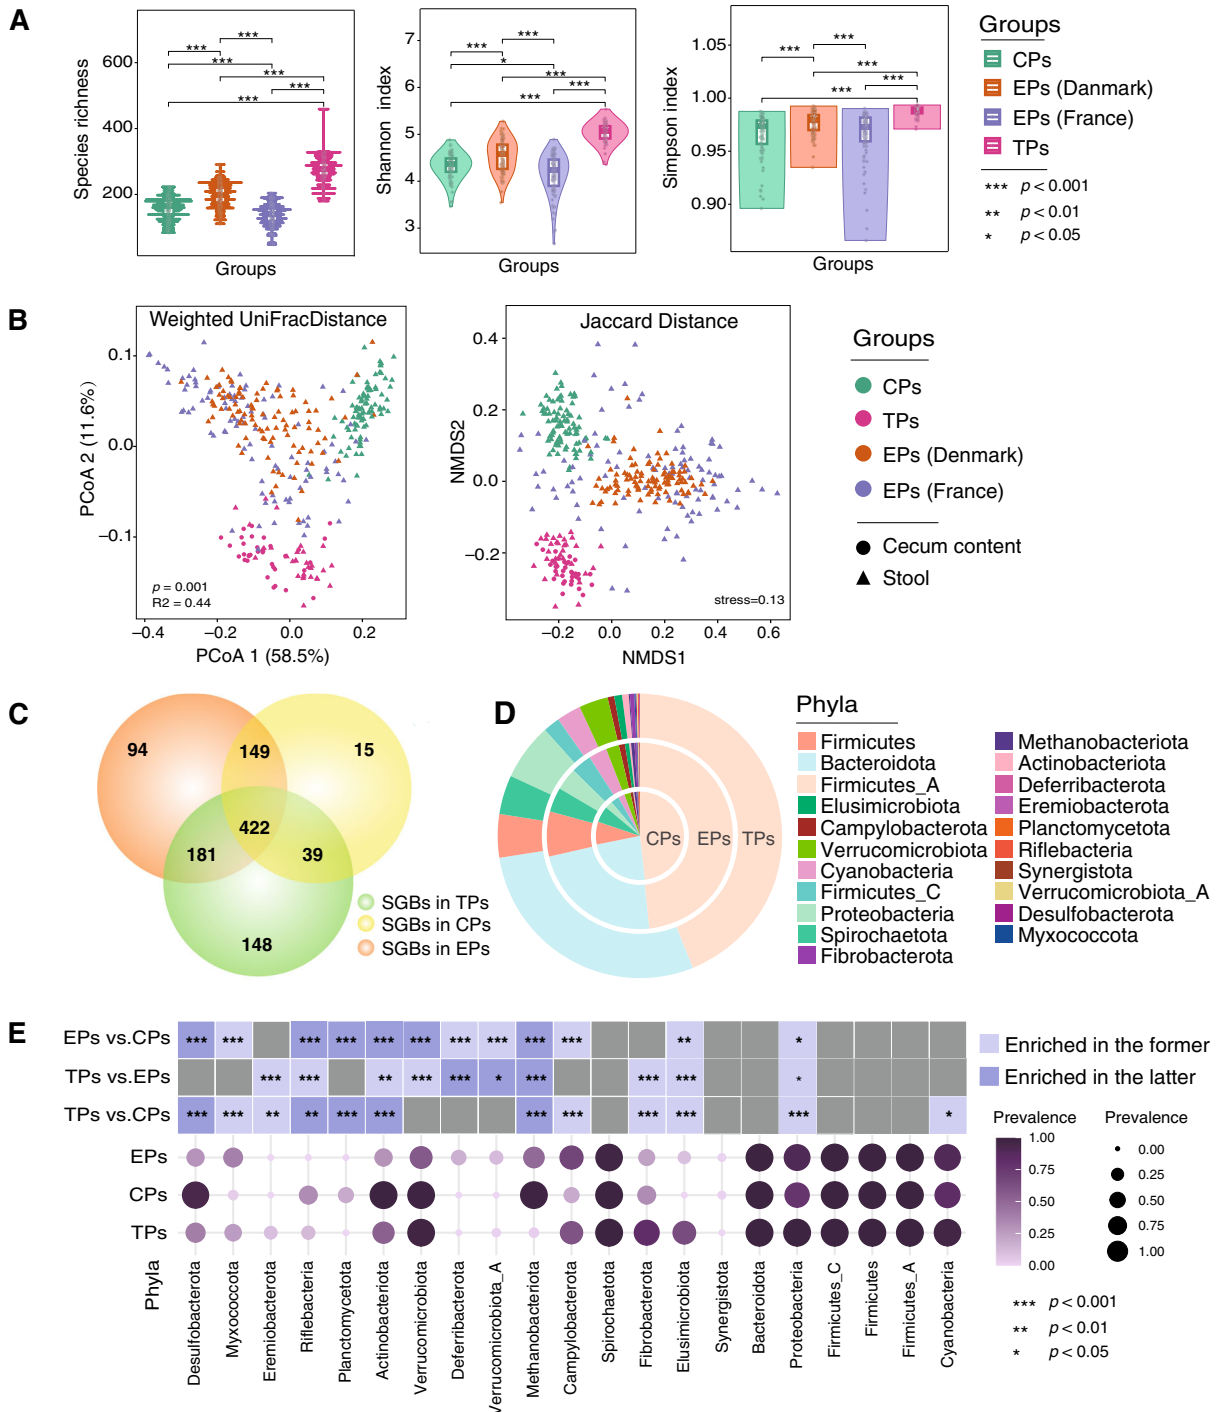 A
Species richness
600
400
200
***
***
***
***
***
***
Groups
Shannon index
7
6
5
4
3
***
***
*
***
***
***
Groups
Simpson index
1.05
1.00
0.95
0.90
***
***
***
***
***
Groups
Groups
CPs
EPs (Danmark)
EPs (France)
TPs
*** p < 0.001
** p < 0.01
* p < 0.05
B
Weighted UniFracDistance
PCoA 2 (11.6%)
0.1
0.0
−0.1
p = 0.001
R2 = 0.44
−0.4 −0.2 0.0 0.2
PCoA 1 (58.5%)
Jaccard Distance
NMDS2
0.4
0.2
0.0
−0.2
stress=0.13
−0.2 0.0 0.2 0.4 0.6
NMDS1
Groups
CPs
TPs
EPs (Denmark)
EPs (France)
Cecum content
Stool
C
94
149
15
422
181
39
148
SGBs in TPs
SGBs in CPs
SGBs in EPs
D
CPs EPs TPs
Phyla
Firmicutes
Bacteroidota
Firmicutes_A
Elusimicrobiota
Campylobacterota
Verrucomicrobiota
Cyanobacteria
Firmicutes_C
Proteobacteria
Spirochaetota
Fibrobacterota
Methanobacteriota
Actinobacteriota
Deferribacterota
Eremiobacterota
Planctomycetota
Riflebacteria
Synergistota
Verrucomicrobiota_A
Desulfobacterota
Myxococcota
E
EPs vs.CPs *** *** *** *** *** *** *** *** *** *** ** *
TPs vs.EPs *** *** ** *** *** * *** *** *** *
TPs vs.CPs *** *** ** ** *** *** *** *** *** *** *** *
EPs
CPs
TPs
Phyla
Desulfobacterota
Myxococcota
Eremiobacterota
Riflebacteria
Planctomycetota
Actinobacteriota
Verrucomicrobiota
Deferribacterota
Verrucomicrobiota_A
Methanobacteriota
Campylobacterota
Spirochaetota
Fibrobacterota
Elusimicrobiota
Synergistota
Bacteroidota
Proteobacteria
Firmicutes_C
Firmicutes
Firmicutes_A
Cyanobacteria
Enriched in the former
Enriched in the latter
Prevalence
1.00
0.75
0.50
0.25
0.00
Prevalence
0.00
0.25
0.50
0.75
1.00
*** p < 0.001
** p < 0.01
* p < 0.05